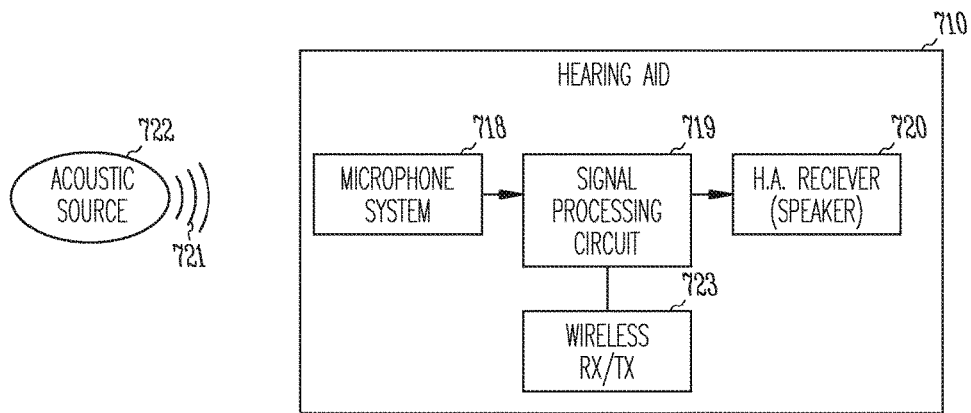 710
HEARING AID
722
718
719
720
ACOUSTIC
SOURCE
MICROPHONE
SYSTEM
SIGNAL
PROCESSING
CIRCUIT
H.A. RECIEVER
(SPEAKER)
721
723
WIRELESS
RX/TX